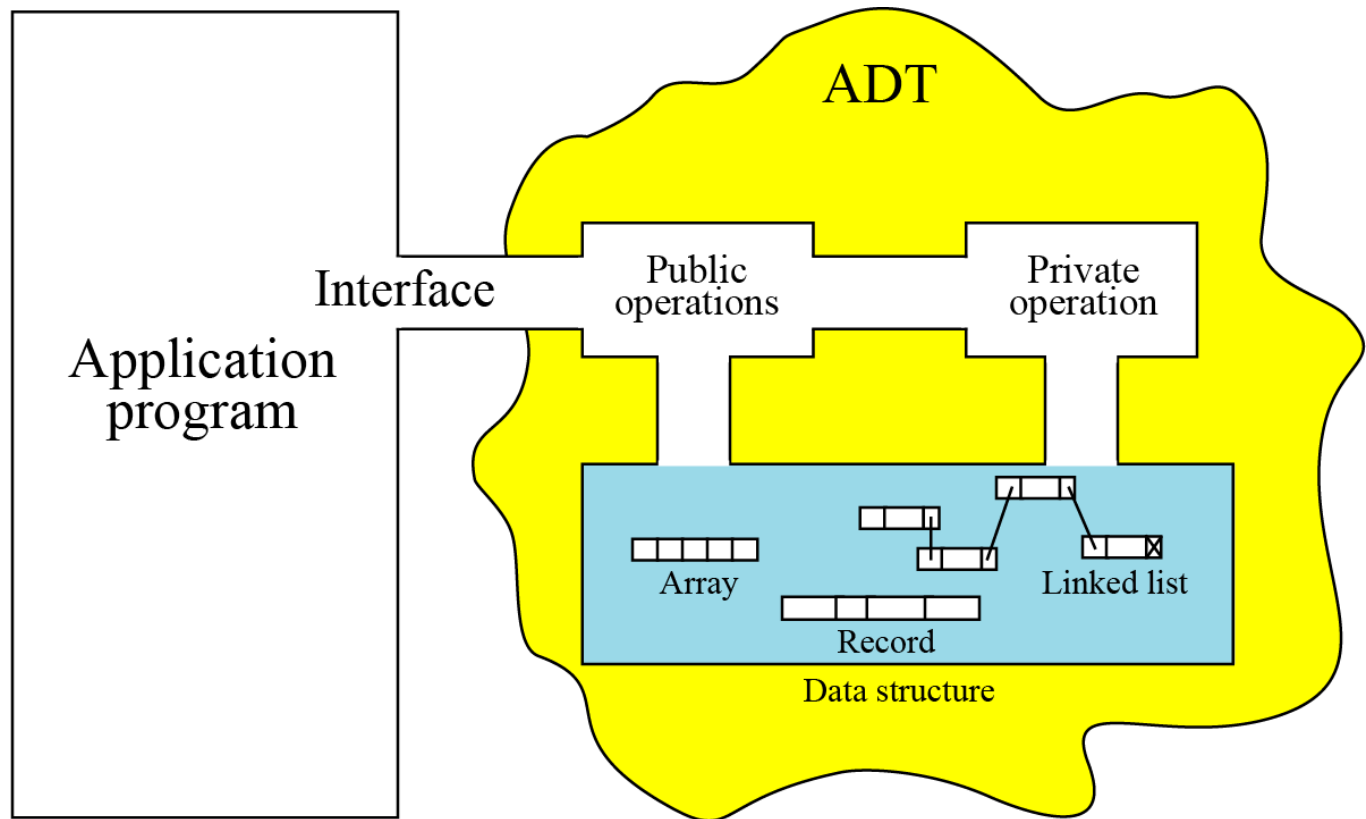 ADT
Interface
Public
operations
Private
operation
Application
program
Array
Linked list
Record
Data structure